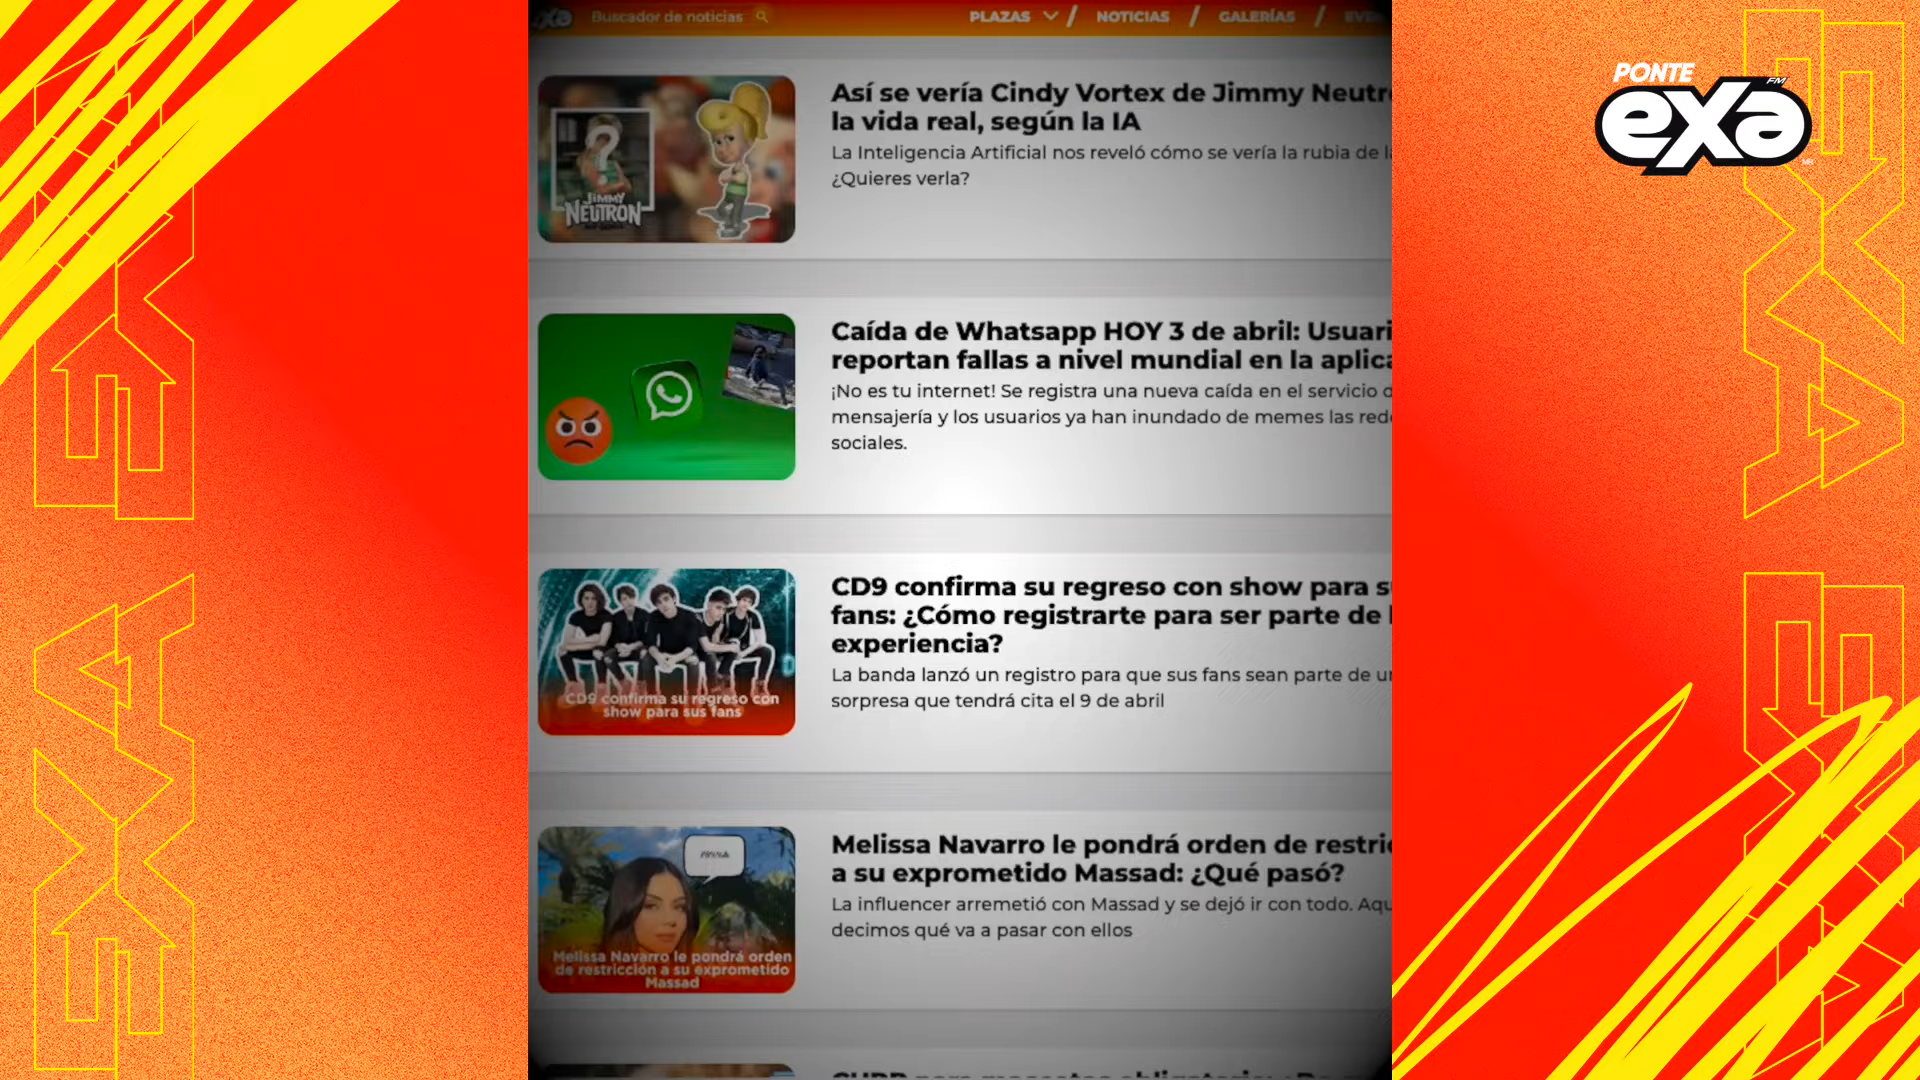 exa Buscador de noticias PLAZAS / NOTICIAS / GALERÍAS /
PONTE
exa FM
Así se vería Cindy Vortex de Jimmy Neutr
la vida real, según la IA
La Inteligencia Artificial nos reveló cómo se vería la rubia de l
¿Quieres verla?
?
JIMMY
NEUTRON
Caída de Whatsapp HOY 3 de abril: Usuari
reportan fallas a nivel mundial en la aplica
¡No es tu internet! Se registra una nueva caída en el servicio d
mensajería y los usuarios ya han inundado de memes las rede
sociales.
CD9 confirma su regreso con show para s
fans: ¿Cómo registrarte para ser parte de l
experiencia?
La banda lanzó un registro para que sus fans sean parte de un
sorpresa que tendrá cita el 9 de abril
CD9 confirma su regreso con
show para sus fans
Melissa Navarro le pondrá orden de restric
a su exprometido Massad: ¿Qué pasó?
La influencer arremetió con Massad y se dejó ir con todo. Aqu
decimos qué va a pasar con ellos
Melissa Navarro le pondrá orden
de restricción a su exprometido
Massad
EXA EXA
EXA EXA